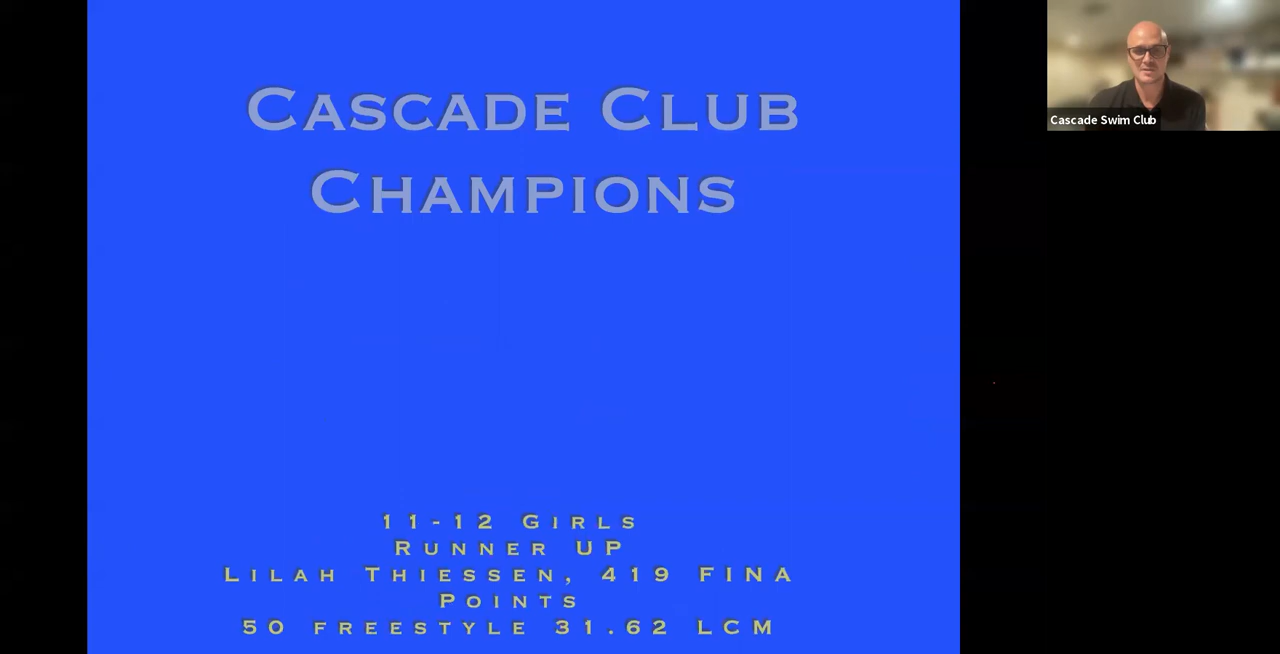 Cascade Club
Champions
Cascade Swim Club
11-12 Girls
Runner UP
Lilah Thiessen, 419 FINA
Points
50 freestyle 31.62 LCM